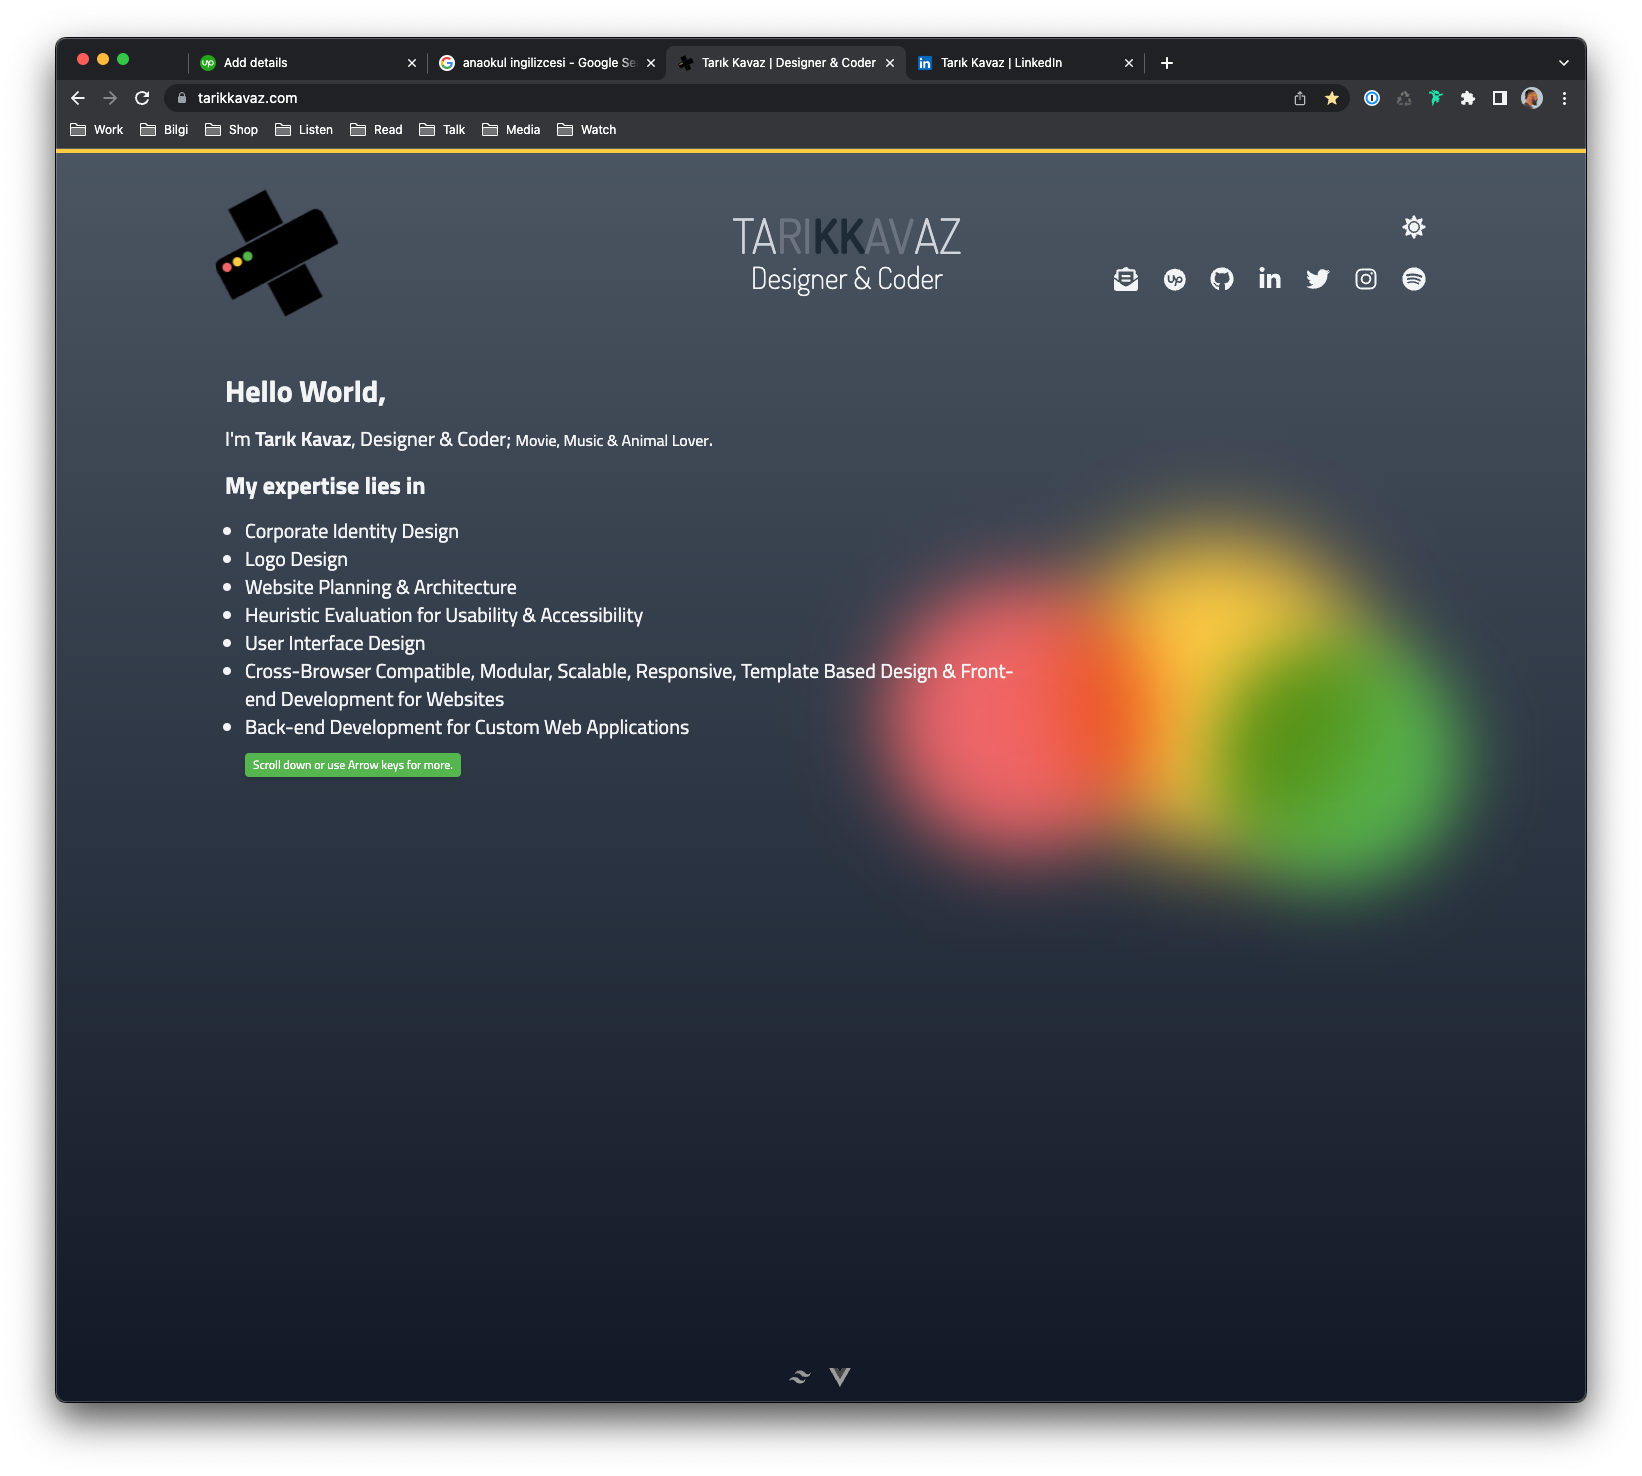 Add details
anaokul ingilizcesi - Google Se
Tarık Kavaz | Designer & Coder
Tarık Kavaz | LinkedIn
tarikkavaz.com
Work
Bilgi
Shop
Listen
Read
Talk
Media
Watch
TARIKKAVAZ
Designer & Coder
up
in
Hello World,
I'm Tarık Kavaz, Designer & Coder; Movie, Music & Animal Lover.
My expertise lies in
Corporate Identity Design
Logo Design
Website Planning & Architecture
Heuristic Evaluation for Usability & Accessibility
User Interface Design
Cross-Browser Compatible, Modular, Scalable, Responsive, Template Based Design & Front-
end Development for Websites
Back-end Development for Custom Web Applications
Scroll down or use Arrow keys for more.